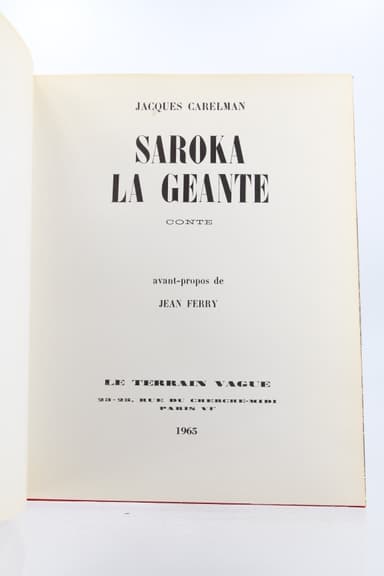 JACQUES CARELMAN
SAROKA
LA GEANTE
CONTE
avant-propos de
JEAN FERRY
LE TERRAIN VAGUE
23-25, RUE DU CHERCHE-MIDI
PARIS VIe
1965